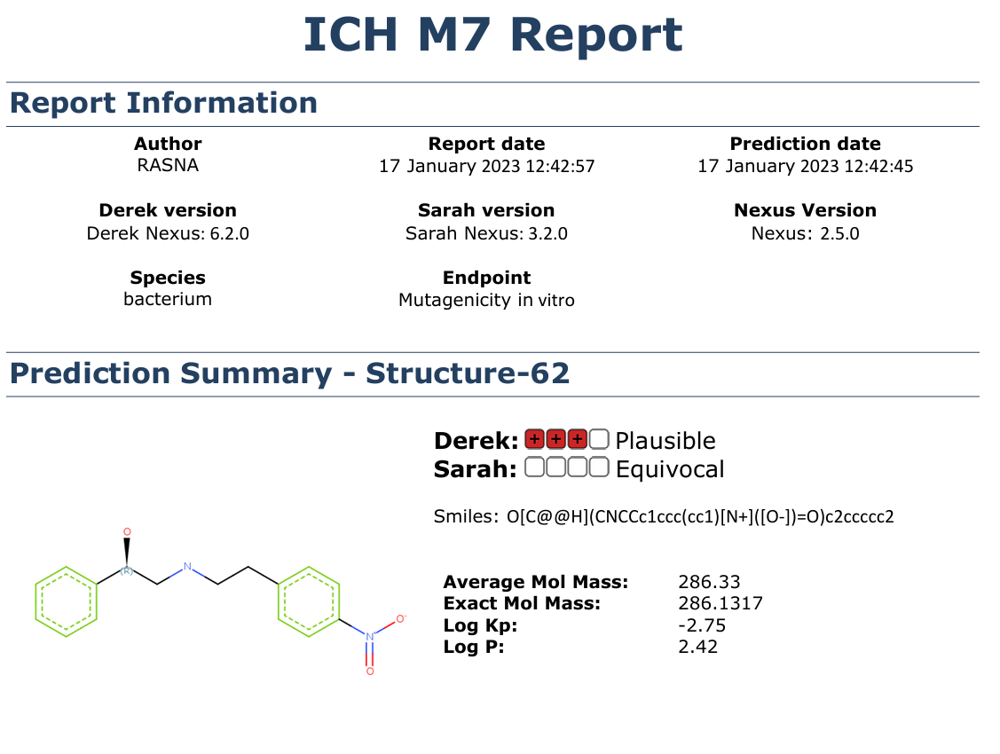 ICH M7 Report
Report Information
Author
RASNA
Report date
17 January 2023 12:42:57
Prediction date
17 January 2023 12:42:45
Derek version
Derek Nexus: 6.2.0
Sarah version
Sarah Nexus: 3.2.0
Nexus Version
Nexus: 2.5.0
Species
bacterium
Endpoint
Mutagenicity in vitro
Prediction Summary - Structure-62
Derek: + + + Plausible
Sarah: Equivocal
Smiles: O[C@@H](CNCCc1ccc(cc1)[N+]([O-])=O)c2ccccc2
O
(R)
N
N+
O-
O
Average Mol Mass: 286.33
Exact Mol Mass: 286.1317
Log Kp: -2.75
Log P: 2.42